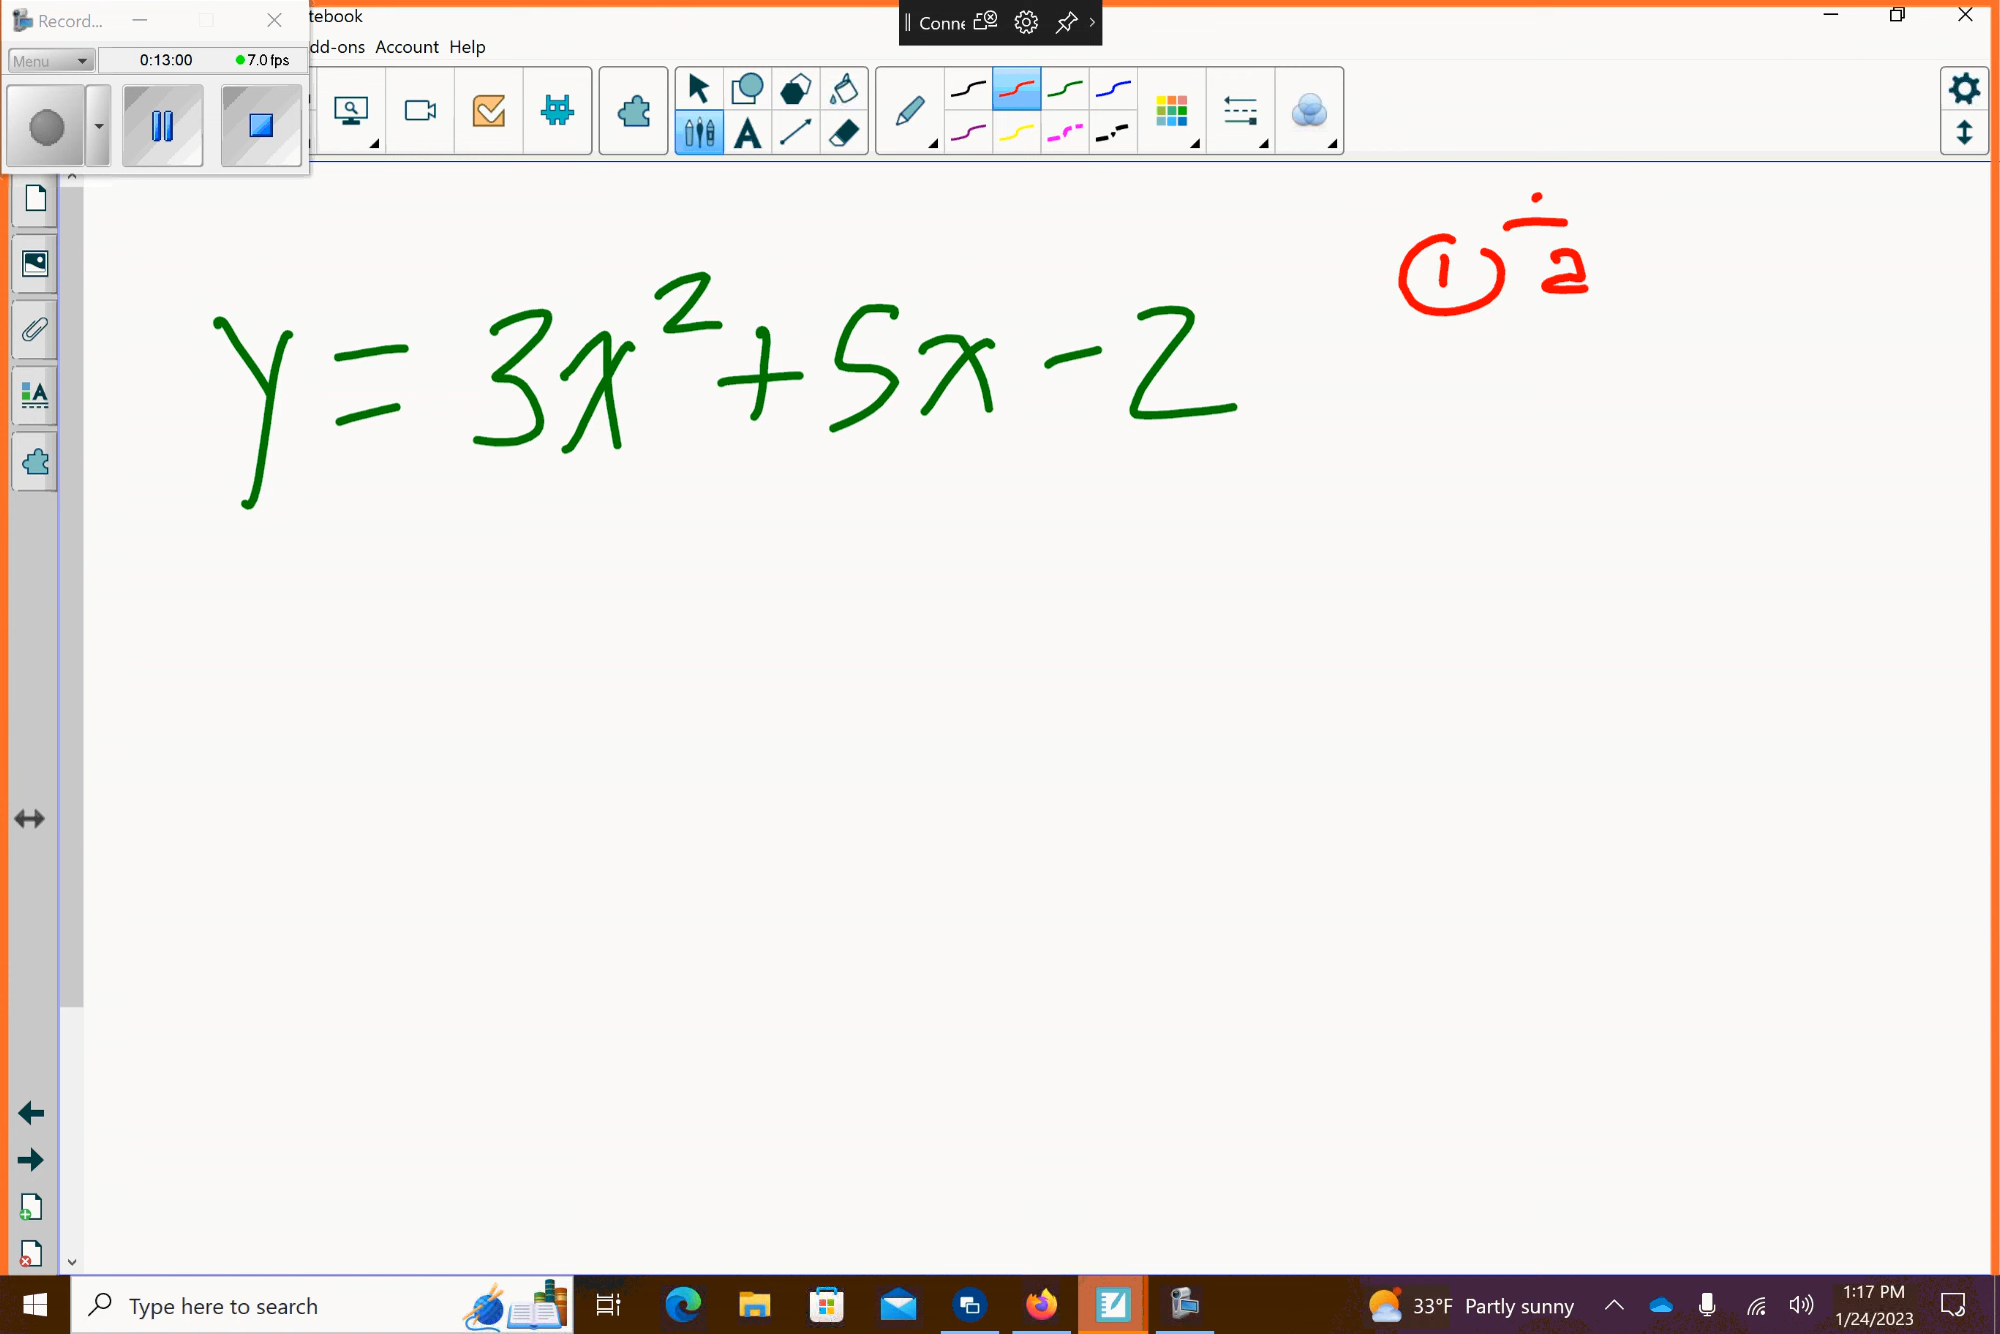 Record...
tebook
Conne
dd-ons Account Help
Menu 0:13:00 7.0 fps
y = 3x² + 5x - 2
① ÷
2
Type here to search
33°F Partly sunny
1:17 PM
1/24/2023